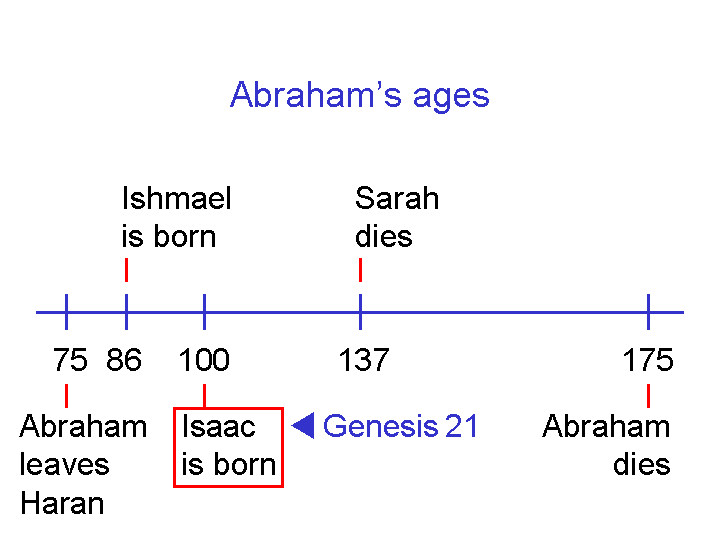 Abraham's ages
Ishmael
is born
Sarah
dies
75 86 100 137 175
Abraham
leaves
Haran
Isaac
is born
Genesis 21
Abraham
dies